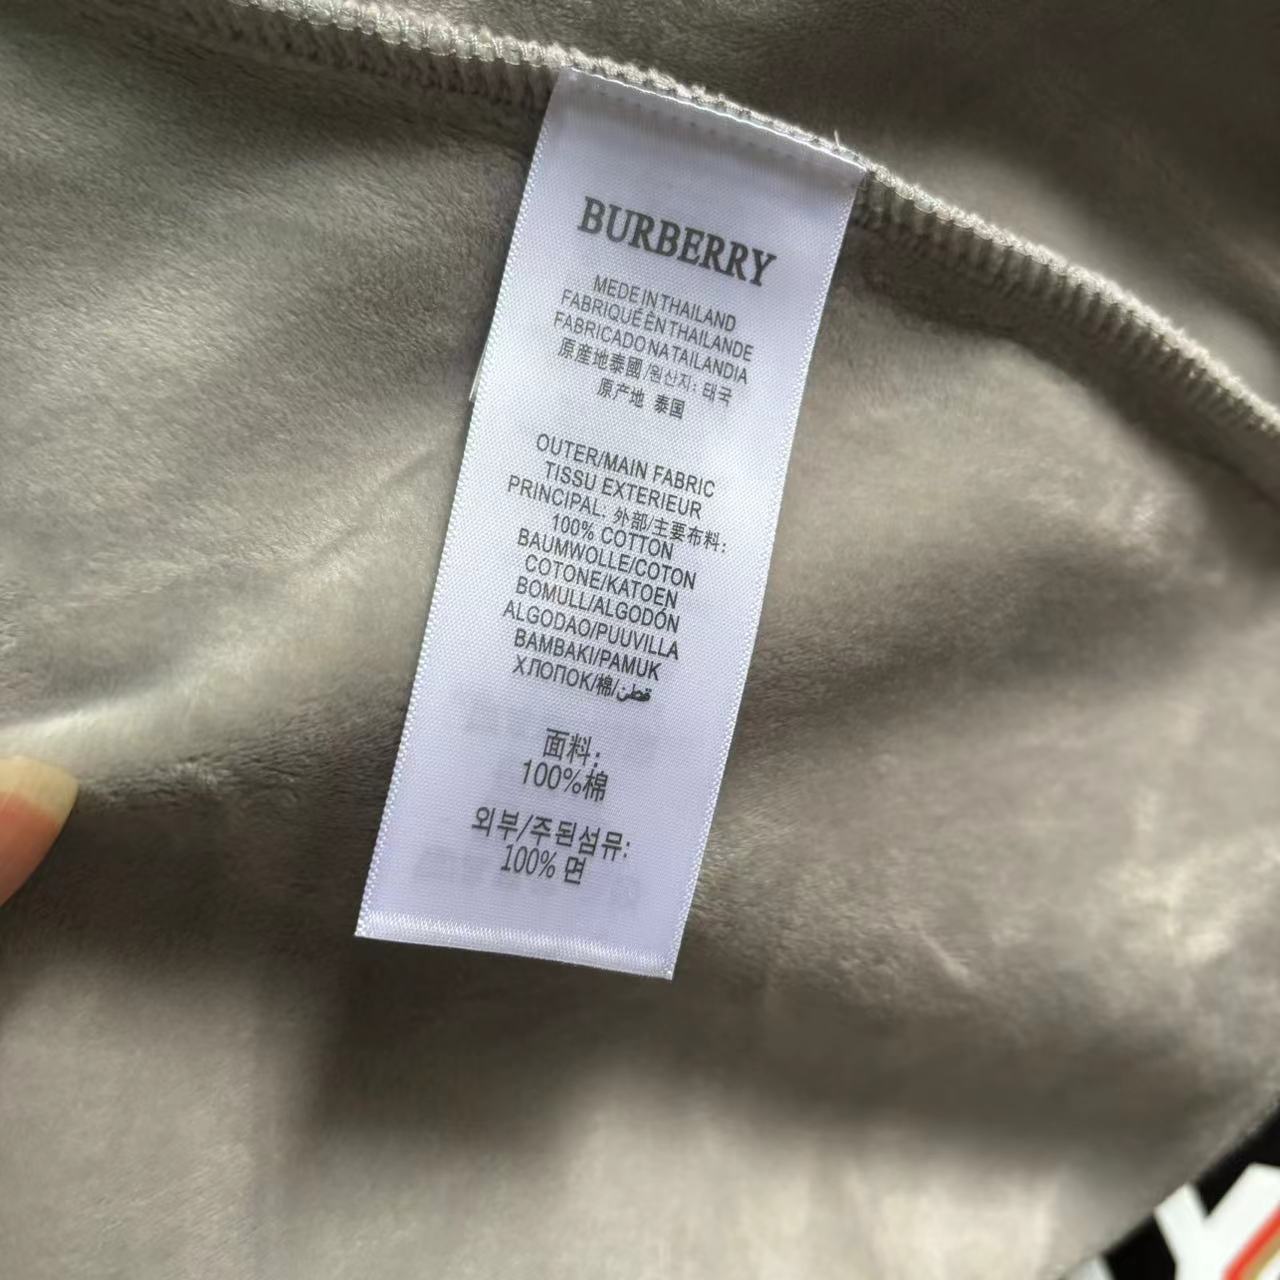 BURBERRY
MEDE IN THAILAND
FABRIQUÉ ÊN THAILANDE
FABRICADO NA TAILANDIA
原産地泰國/원산지: 태국
原产地 泰国
OUTER/MAIN FABRIC
TISSU EXTERIEUR
PRINCIPAL: 外部/主要布料:
100% COTTON
BAUMWOLLE/COTON
COTONE/KATOEN
BOMULL/ALGODÓN
ALGODAO/PUUVILLA
BAMBAKI/PAMUK
ХЛОПОК/棉/قطن
面料:
100%棉
외부/주된섬뮤:
100% 면